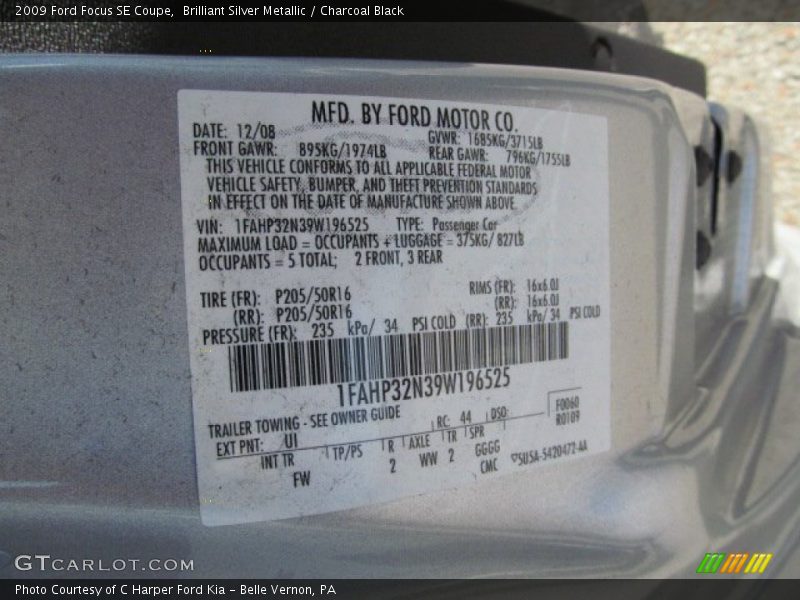 2009 Ford Focus SE Coupe,  Brilliant Silver Metallic / Charcoal Black
MFD. BY FORD MOTOR CO.
DATE: 12/08 GVWR: 1685KG/3715LB
FRONT GAWR: 895KG/1974LB REAR GAWR: 796KG/1755LB
THIS VEHICLE CONFORMS TO ALL APPLICABLE FEDERAL MOTOR
VEHICLE SAFETY, BUMPER, AND THEFT PREVENTION STANDARDS
IN EFFECT ON THE DATE OF MANUFACTURE SHOWN ABOVE.
VIN: 1FAHP32N39W196525 TYPE: Passenger Car
MAXIMUM LOAD = OCCUPANTS + LUGGAGE = 375KG/ 827LB
OCCUPANTS = 5 TOTAL; 2 FRONT, 3 REAR
TIRE (FR): P205/50R16 RIMS (FR): 16x6.0J
(RR): P205/50R16 (RR): 16x6.0J
PRESSURE (FR): 235 kPa/ 34 PSI COLD (RR): 235 kPa/ 34 PSI COLD
1FAHP32N39W196525
TRAILER TOWING - SEE OWNER GUIDE RC: 44 DSO: F0060
EXT PNT: UI R0109
INT TR TP/PS R AXLE TR SPR
FW 2 WW 2 GGGG
CMC 5U5A-5420472-AA
GTCARLOT.COM
Photo Courtesy of C Harper Ford Kia – Belle Vernon, PA